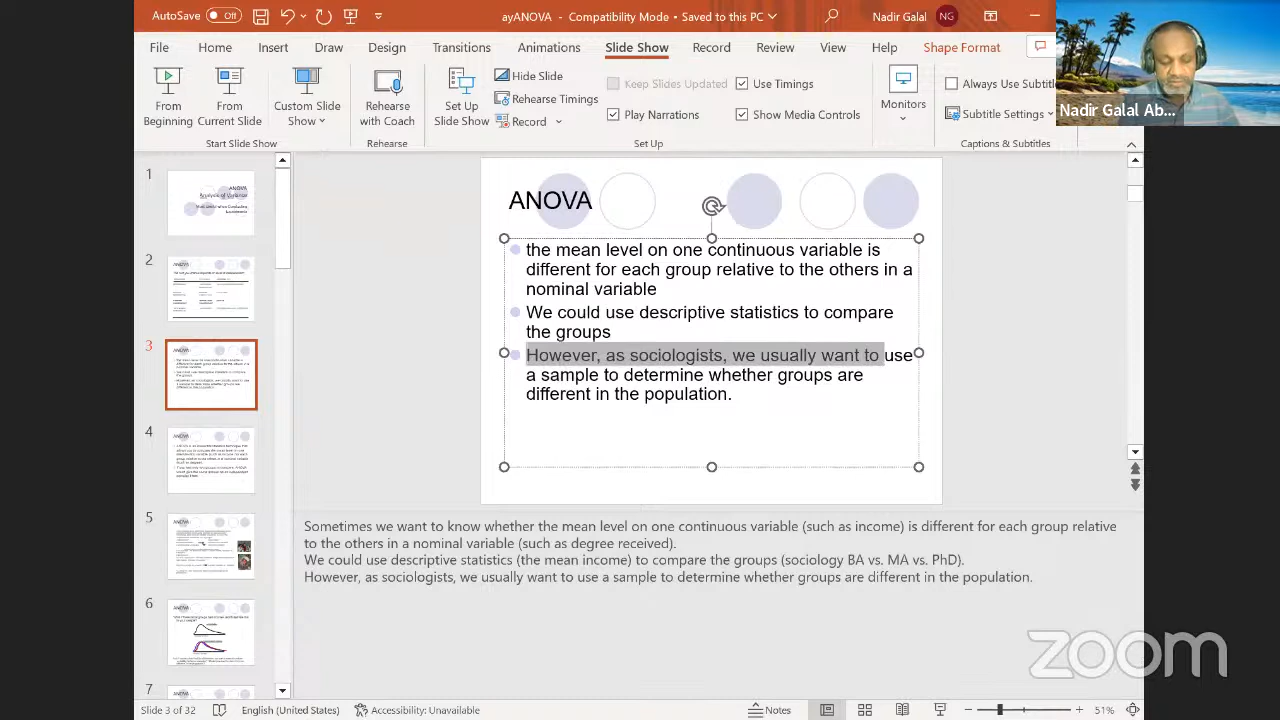 AutoSave Off
ayANOVA - Compatibility Mode • Saved to this PC
Nadir Galal NG
File Home Insert Draw Design Transitions Animations Slide Show Record Review View Help Shape Format
From Beginning
From Current Slide
Custom Slide Show
Rehearse with Coach
Set Up Slide Show
Hide Slide
Rehearse Timings
Record
Keep Slides Updated
Play Narrations
Use Timings
Show Media Controls
Monitors
Always Use Subtitl
Subtitle Settings
Start Slide Show Rehearse Set Up Captions & Subtitles
Nadir Galal Ab...
1
2
3
4
5
6
7
ANOVA
the mean level on one continuous variable is
different for each group relative to the others in a
nominal variable
We could use descriptive statistics to compare
the groups
However, as sociologists, we usually want to use
a sample to determine whether groups are
different in the population.
Sometimes we want to know whether the mean level on one continuous variable (such as income) is different for each group relative
to the others in a nominal variable (such as degree earned).
We could use descriptive statistics (the mean income) to compare the groups (sociology BA vs. MA vs. PhD).
However, as sociologists, we usually want to use a sample to determine whether groups are different in the population.
zoom
Slide 3 of 32 English (United States) Accessibility: Unavailable Notes 51%